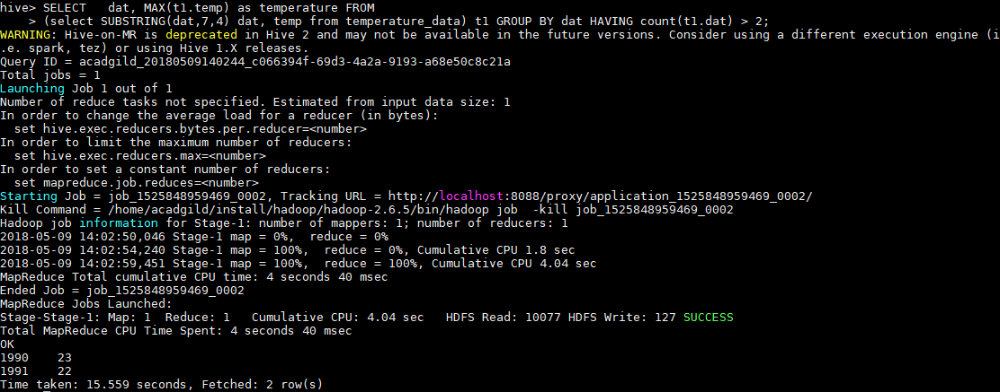 hive> SELECT   dat, MAX(t1.temp) as temperature FROM
    > (select SUBSTRING(dat,7,4) dat, temp from temperature_data) t1 GROUP BY dat HAVING count(t1.dat) > 2;
WARNING: Hive-on-MR is deprecated in Hive 2 and may not be available in the future versions. Consider using a different execution engine (i
.e. spark, tez) or using Hive 1.X releases.
Query ID = acadgild_20180509140244_c066394f-69d3-4a2a-9193-a68e50c8c21a
Total jobs = 1
Launching Job 1 out of 1
Number of reduce tasks not specified. Estimated from input data size: 1
In order to change the average load for a reducer (in bytes):
  set hive.exec.reducers.bytes.per.reducer=<number>
In order to limit the maximum number of reducers:
  set hive.exec.reducers.max=<number>
In order to set a constant number of reducers:
  set mapreduce.job.reduces=<number>
Starting Job = job_1525848959469_0002, Tracking URL = http://localhost:8088/proxy/application_1525848959469_0002/
Kill Command = /home/acadgild/install/hadoop/hadoop-2.6.5/bin/hadoop job  -kill job_1525848959469_0002
Hadoop job information for Stage-1: number of mappers: 1; number of reducers: 1
2018-05-09 14:02:50,046 Stage-1 map = 0%,  reduce = 0%
2018-05-09 14:02:54,240 Stage-1 map = 100%,  reduce = 0%, Cumulative CPU 1.8 sec
2018-05-09 14:02:59,451 Stage-1 map = 100%,  reduce = 100%, Cumulative CPU 4.04 sec
MapReduce Total cumulative CPU time: 4 seconds 40 msec
Ended Job = job_1525848959469_0002
MapReduce Jobs Launched:
Stage-Stage-1: Map: 1  Reduce: 1   Cumulative CPU: 4.04 sec   HDFS Read: 10077 HDFS Write: 127 SUCCESS
Total MapReduce CPU Time Spent: 4 seconds 40 msec
OK
1990    23
1991    22
Time taken: 15.559 seconds, Fetched: 2 row(s)